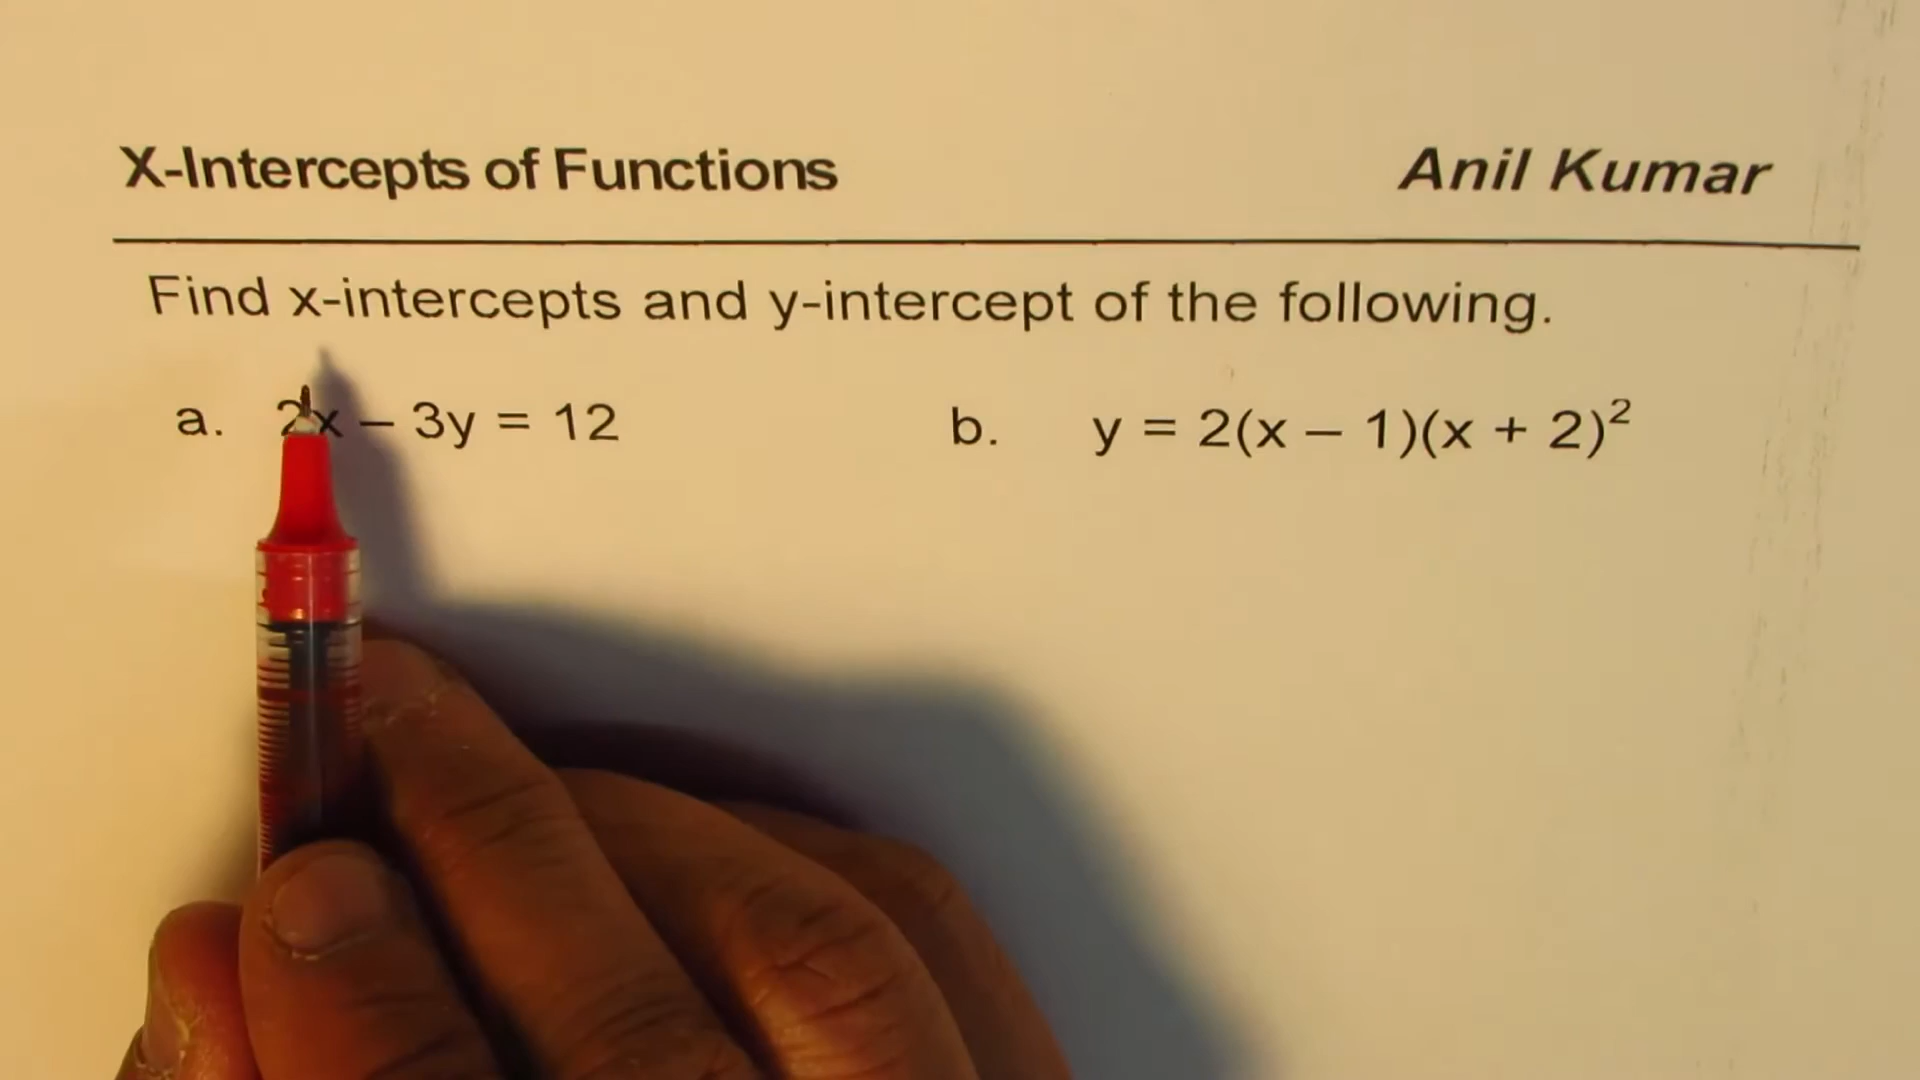 X-Intercepts of Functions Anil Kumar
Find x-intercepts and y-intercept of the following.
a. 2x – 3y = 12 b. y = 2(x – 1)(x + 2)²